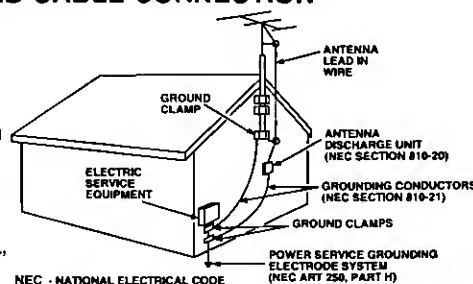 CABLE CONNECTION
ANTENNA
LEAD IN
WIRE
GROUND
CLAMP
ANTENNA
DISCHARGE UNIT
(NEC SECTION 810-20)
ELECTRIC
SERVICE
EQUIPMENT
GROUNDING CONDUCTORS
(NEC SECTION 810-21)
GROUND CLAMPS
POWER SERVICE GROUNDING
ELECTRODE SYSTEM
(NEC ART 250, PART H)
NEC - NATIONAL ELECTRICAL CODE